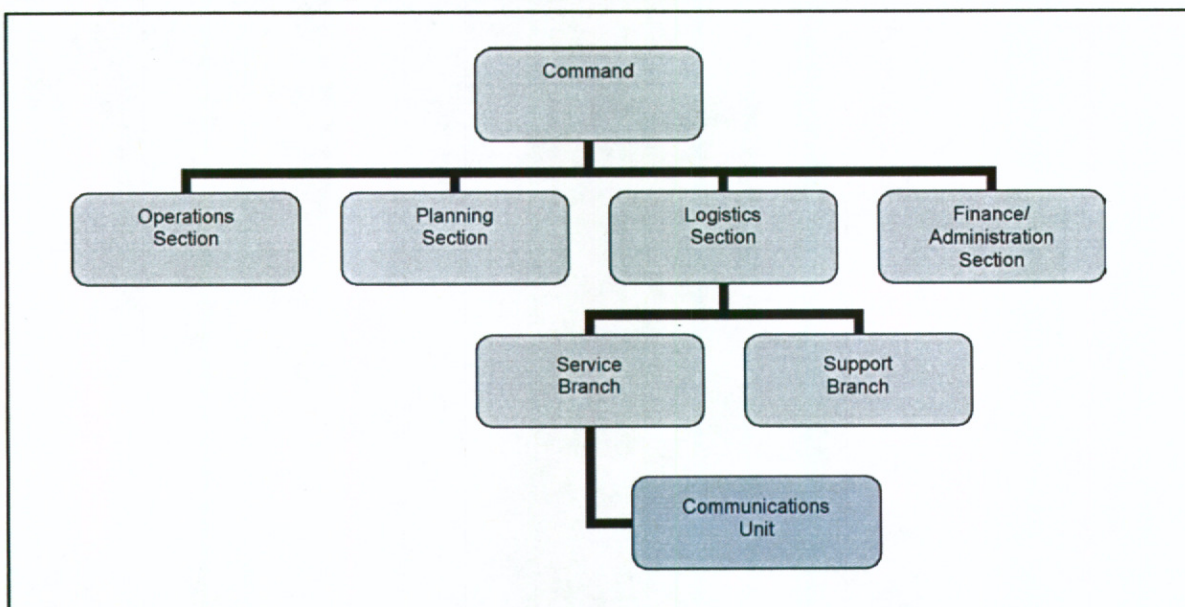 Command
Operations
Section
Planning
Section
Logistics
Section
Finance/
Administration
Section
Service
Branch
Support
Branch
Communications
Unit